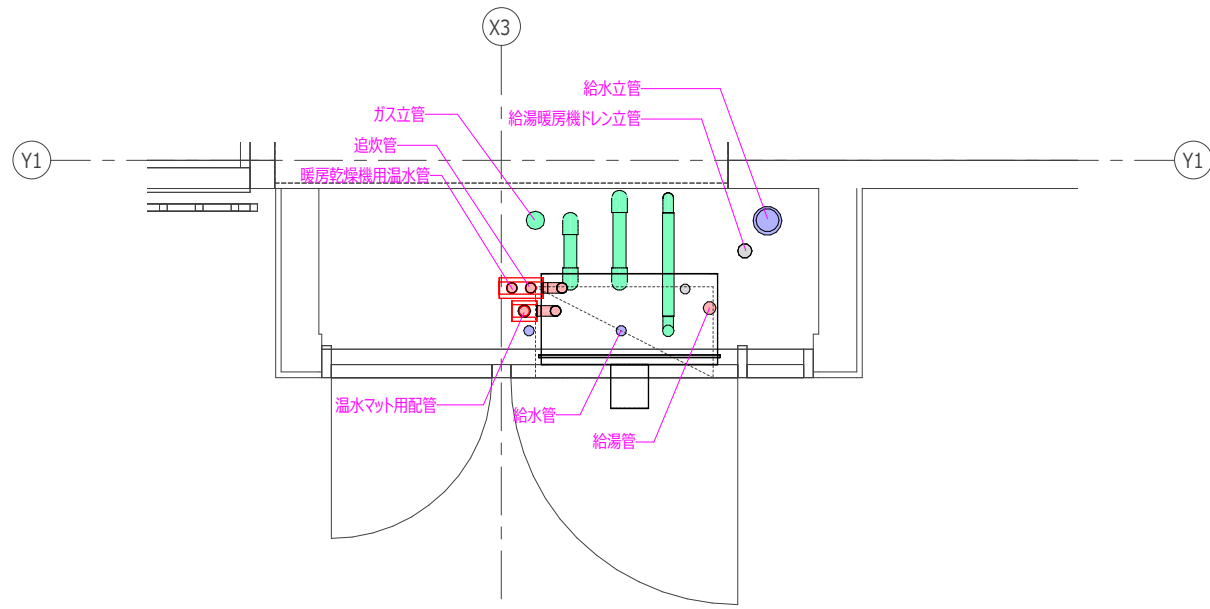 X3
給水立管
ガス立管
給湯暖房機ドレン立管
追炊管
Y1
Y1
暖房乾燥機用温水管
温水マット用配管
給水管
給湯管